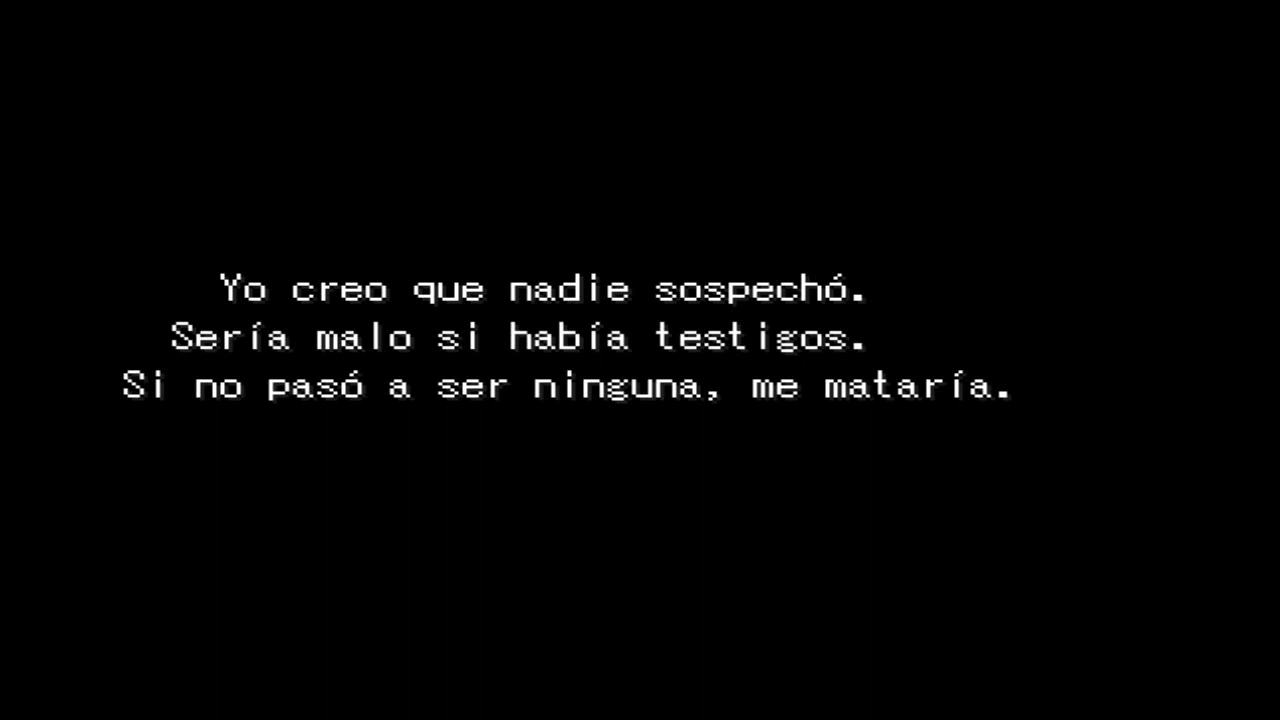 Yo creo que nadie sospechó.
Sería malo si había testigos.
Si no pasó a ser ninguna, me mataría.